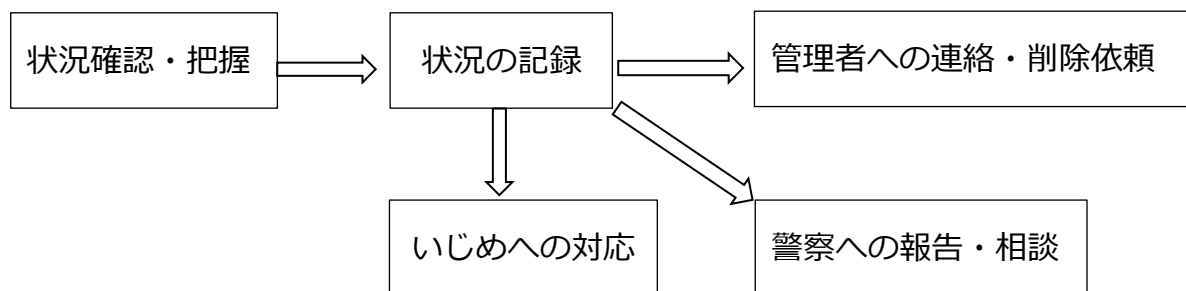 状況確認・把握
状況の記録
管理者への連絡・削除依頼
いじめへの対応
警察への報告・相談